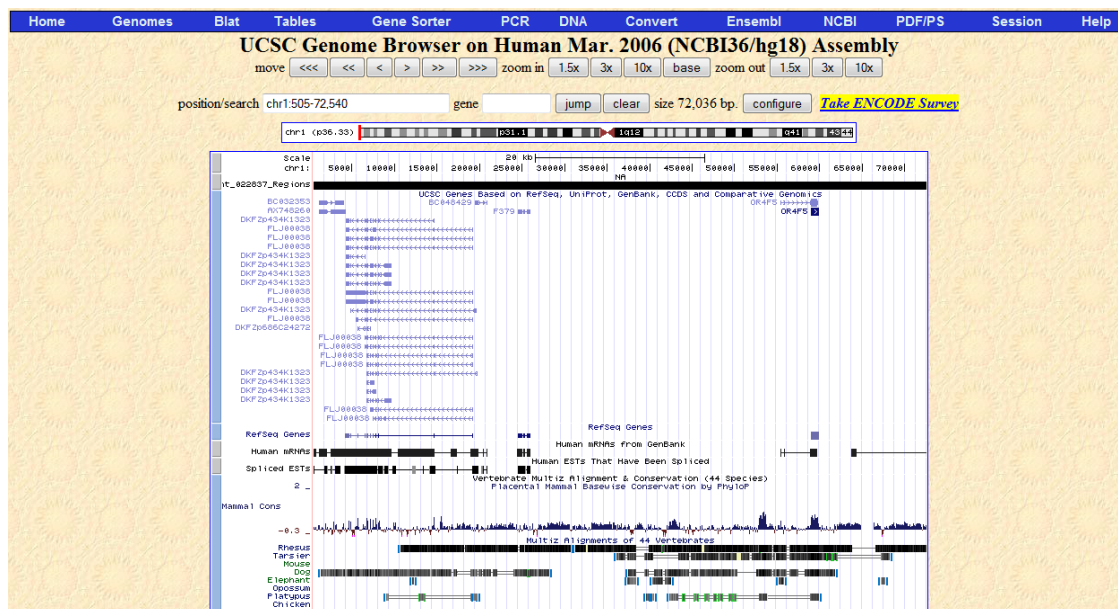 Home Genomes Blat Tables Gene Sorter PCR DNA Convert Ensembl NCBI PDF/PS Session Help
UCSC Genome Browser on Human Mar. 2006 (NCBI36/hg18) Assembly
move <<< << < > >> >>> zoom in 1.5x 3x 10x base zoom out 1.5x 3x 10x
position/search chr1:505-72,540 gene jump clear size 72,036 bp. configure Take ENCODE Survey
chr1 (p36.33) p31.1 1q12 q41 43 44
Scale 20 kb
chr1: 5000 10000 15000 20000 25000 30000 35000 40000 45000 50000 55000 60000 65000 70000
NA
nt_022837_Regions
UCSC Genes Based on RefSeq, UniProt, GenBank, CCDS and Comparative Genomics
BC032353 BC048429 OR4F5
AX748260 F379 OR4F5
DKFZp434K1323
FLJ00038
FLJ00038
FLJ00038
DKFZp434K1323
DKFZp434K1323
DKFZp434K1323
DKFZp434K1323
FLJ00038
FLJ00038
DKFZp434K1323
FLJ00038
DKFZp686C24272
FLJ00038
FLJ00038
FLJ00038
FLJ00038
DKFZp434K1323
DKFZp434K1323
DKFZp434K1323
DKFZp434K1323
FLJ00038
FLJ00038
RefSeq Genes
RefSeq Genes
Human mRNAs from GenBank
Human mRNAs
Human ESTs That Have Been Spliced
Spliced ESTs
Vertebrate Multiz Alignment & Conservation (44 Species)
Placental Mammal Basewise Conservation by PhyloP
2 _
Mammal Cons
-0.3 _
Multiz Alignments of 44 Vertebrates
Rhesus
Tarsier
Mouse
Dog
Elephant
Opossum
Platypus
Chicken